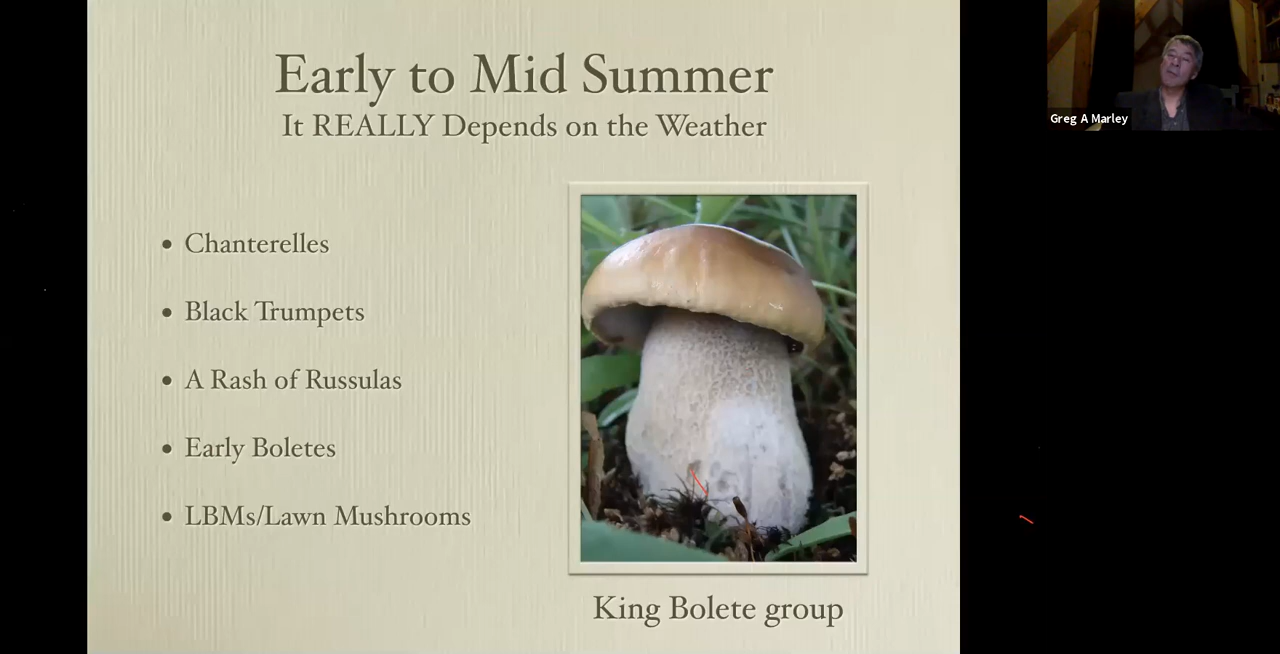 Early to Mid Summer
It REALLY Depends on the Weather
• Chanterelles
• Black Trumpets
• A Rash of Russulas
• Early Boletes
• LBMs/Lawn Mushrooms
King Bolete group
Greg A Marley